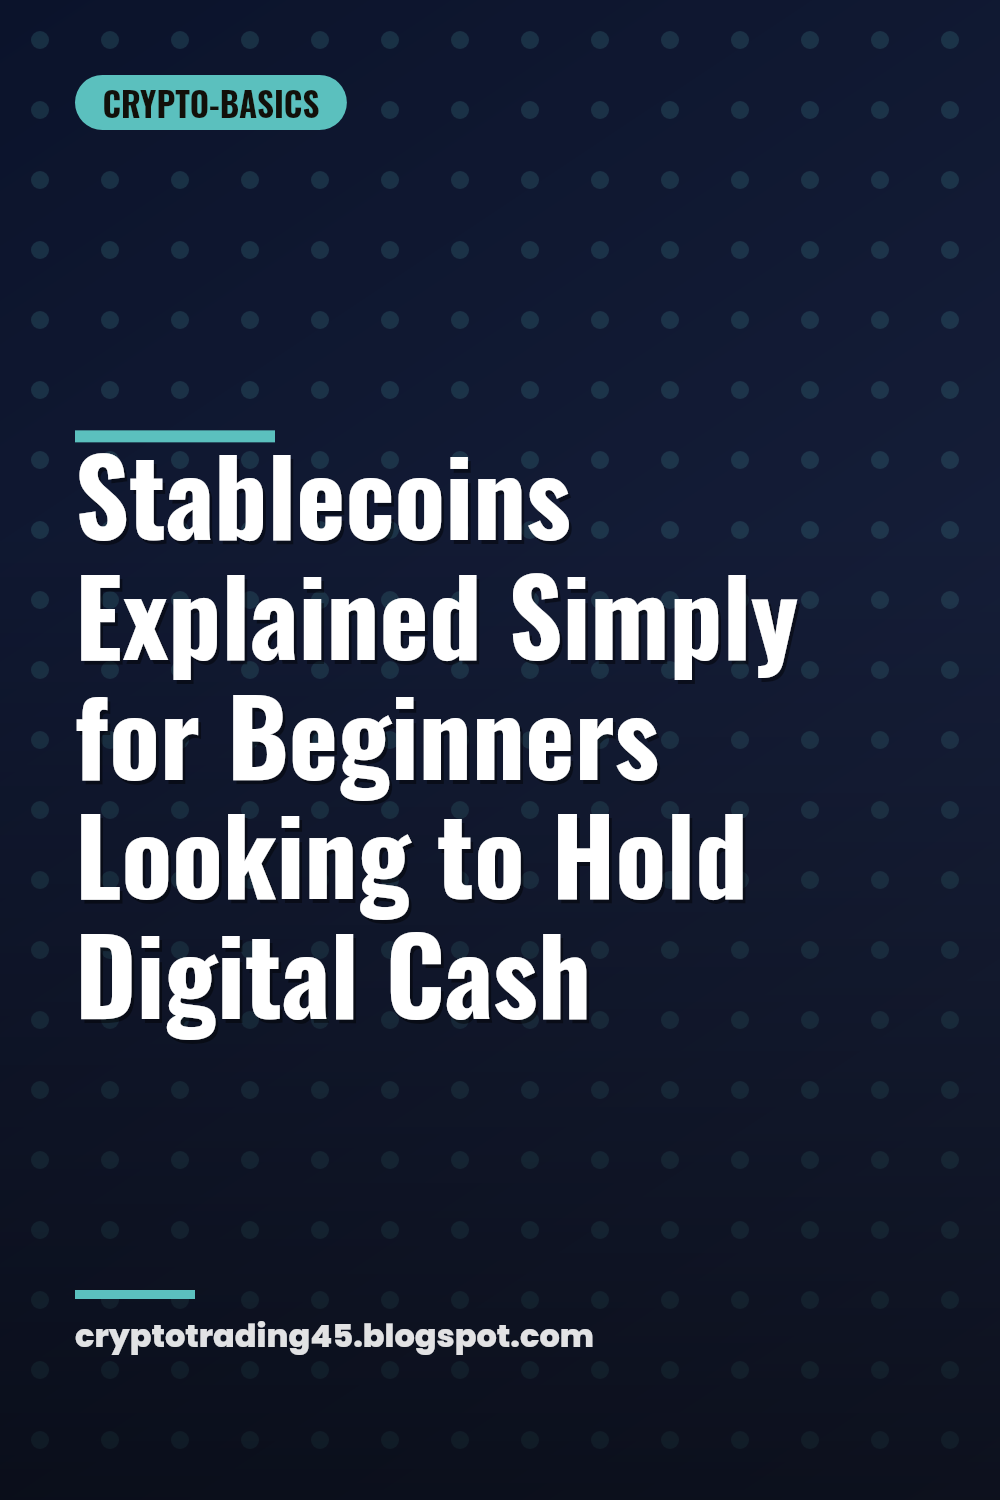 CRYPTO-BASICS
Stablecoins
Explained Simply
for Beginners
Looking to Hold
Digital Cash
cryptotrading45.blogspot.com